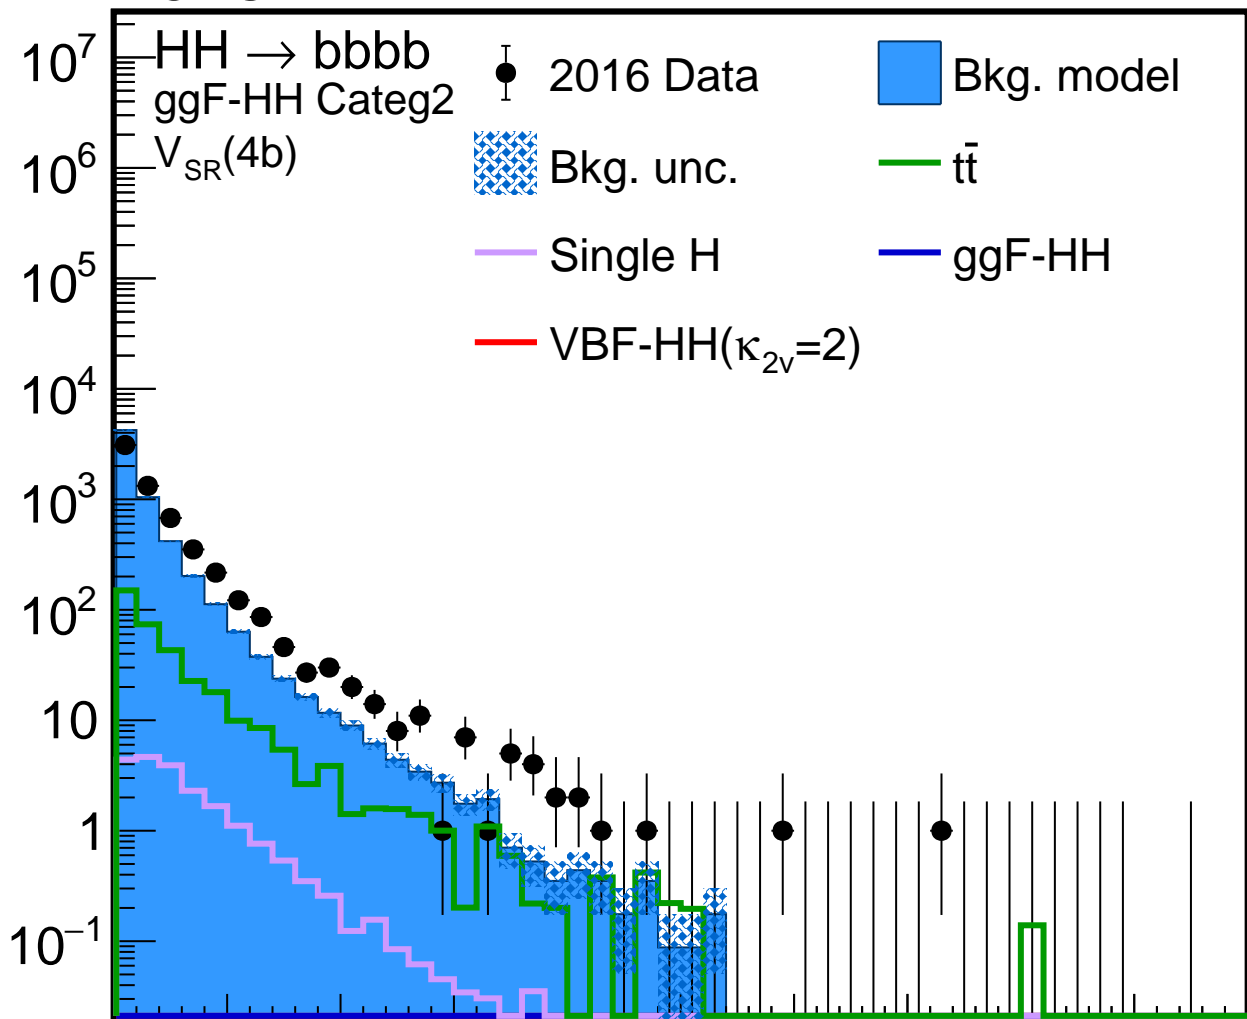 HH → bbbb
ggF-HH Categ2
V_SR(4b)
2016 Data
Bkg. model
Bkg. unc.
tt̄
Single H
ggF-HH
VBF-HH(κ_2v=2)
10^7
10^6
10^5
10^4
10^3
10^2
10
1
10^−1